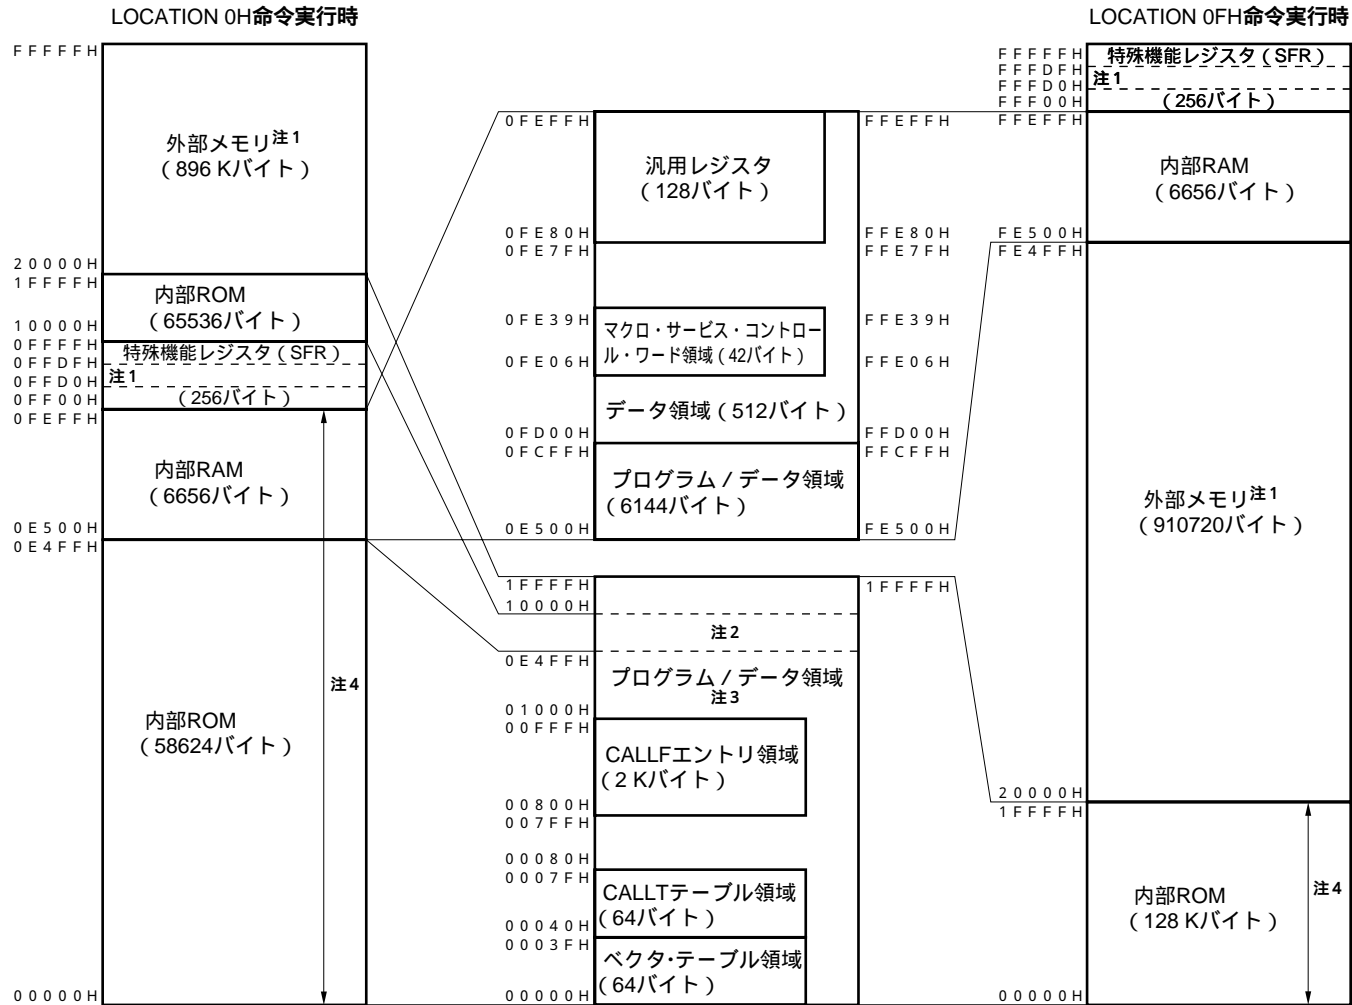 LOCATION 0H命令実行時
FFFFFH
外部メモリ注1
(896 Kバイト)
20000H
1FFFFH
内部ROM
(65536バイト)
10000H
0FFFFH
特殊機能レジスタ(SFR)
0FFDFH
注1
0FFD0H
(256バイト)
0FF00H
0FEFFH
内部RAM
(6656バイト)
0E500H
0E4FFH
注4
内部ROM
(58624バイト)
00000H
0FEFFH
FFEFFH
汎用レジスタ
(128バイト)
0FE80H
FFE80H
0FE7FH
FFE7FH
0FE39H
FFE39H
マクロ・サービス・コントロー
ル・ワード領域(42バイト)
0FE06H
FFE06H
データ領域(512バイト)
0FD00H
FFD00H
0FCFFH
FFCFFH
プログラム/データ領域
(6144バイト)
0E500H
FE500H
1FFFFH
1FFFFH
10000H
注2
0E4FFH
プログラム/データ領域
注3
01000H
00FFFH
CALLFエントリ領域
(2 Kバイト)
00800H
007FFH
00080H
0007FH
CALLTテーブル領域
(64バイト)
00040H
0003FH
ベクタ・テーブル領域
(64バイト)
00000H
LOCATION 0FH命令実行時
FFFFFH
特殊機能レジスタ(SFR)
FFFDFH
注1
FFFD0H
(256バイト)
FFF00H
FFEFFH
内部RAM
(6656バイト)
FE500H
FE4FFH
外部メモリ注1
(910720バイト)
20000H
1FFFFH
注4
内部ROM
(128 Kバイト)
00000H